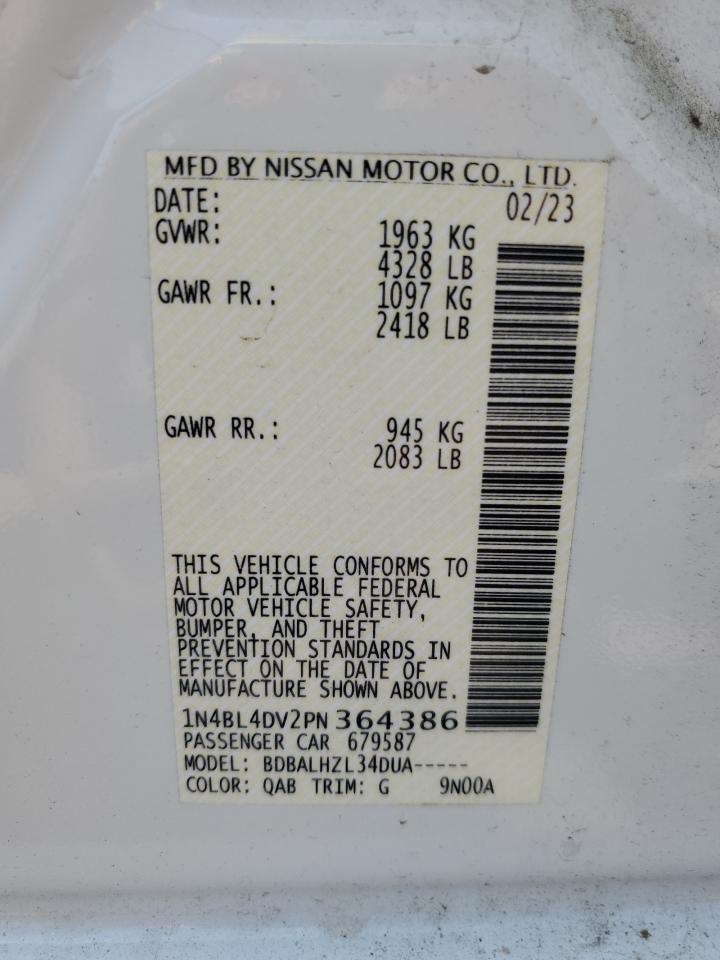 MFD BY NISSAN MOTOR CO., LTD.
DATE: 02/23
GVWR: 1963 KG
4328 LB
GAWR FR.: 1097 KG
2418 LB
GAWR RR.: 945 KG
2083 LB
THIS VEHICLE CONFORMS TO
ALL APPLICABLE FEDERAL
MOTOR VEHICLE SAFETY,
BUMPER, AND THEFT
PREVENTION STANDARDS IN
EFFECT ON THE DATE OF
MANUFACTURE SHOWN ABOVE.
1N4BL4DV2PN364386
PASSENGER CAR 679587
MODEL: BDBALHZL34DUA-----
COLOR: QAB TRIM: G 9N00A